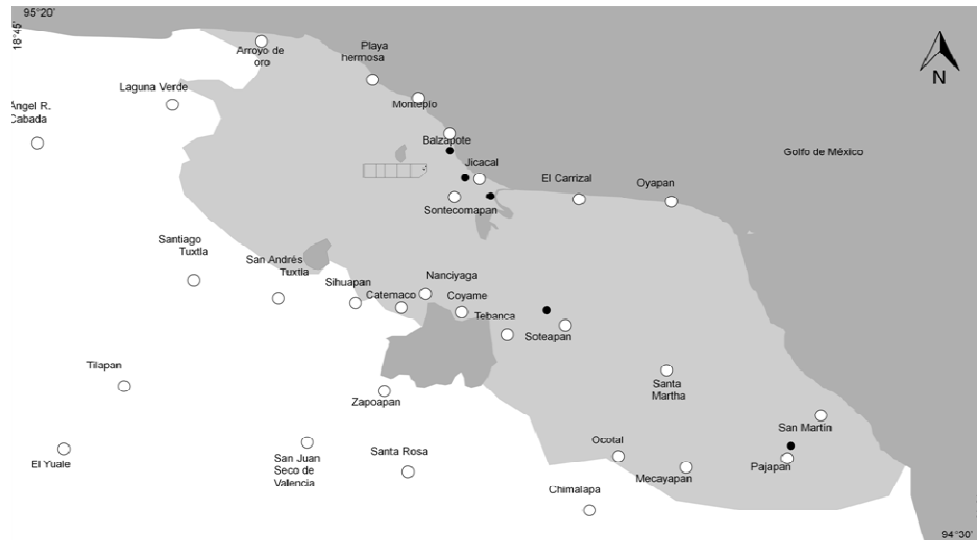 95°20'
18°45'
Arroyo de
oro
Playa
hermosa
Laguna Verde
Montepío
Ángel R.
Cabada
Balzapote
Golfo de México
N
Jicacal
El Carrizal
Oyapan
Sontecomapan
Santiago
Tuxtla
San Andrés
Tuxtla
Sihuapan
Nanciyaga
Catemaco
Coyame
Tebanca
Soteapan
Tilapan
Zapoapan
Santa
Martha
San Martín
El Yuale
San Juan
Seco de
Valencia
Santa Rosa
Ocotal
Mecayapan
Pajapan
Chimalapa
94°30'